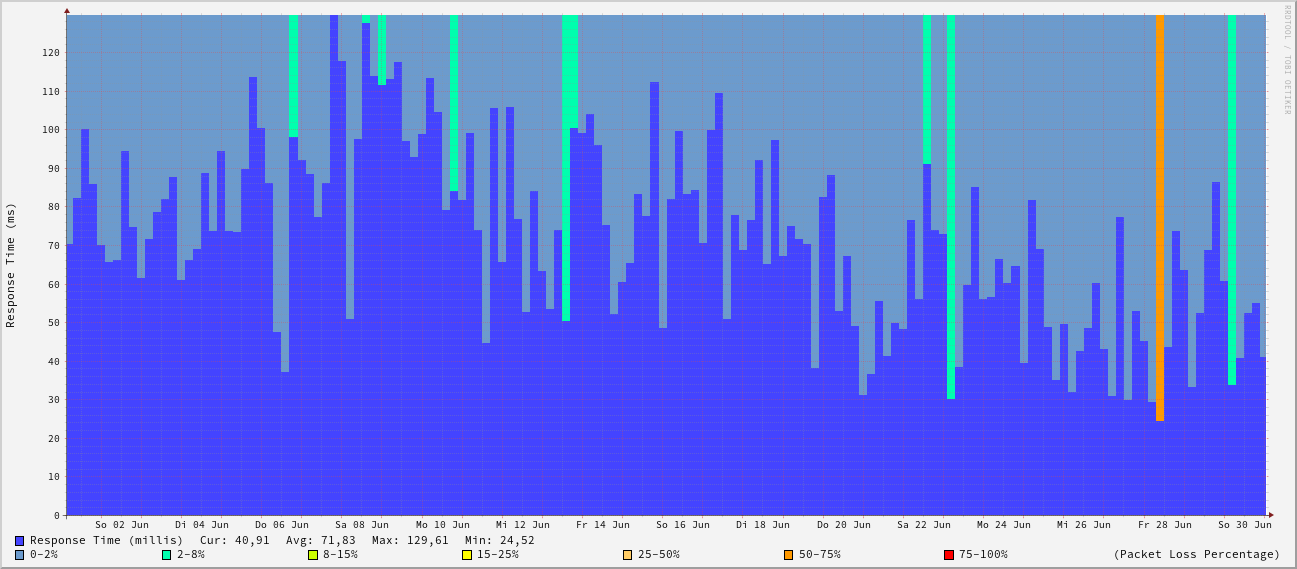 RRDTOOL / TOBI OETIKER
Response Time (ms)
120
110
100
90
80
70
60
50
40
30
20
10
0
So 02 Jun Di 04 Jun Do 06 Jun Sa 08 Jun Mo 10 Jun Mi 12 Jun Fr 14 Jun So 16 Jun Di 18 Jun Do 20 Jun Sa 22 Jun Mo 24 Jun Mi 26 Jun Fr 28 Jun So 30 Jun
Response Time (millis) Cur: 40,91 Avg: 71,83 Max: 129,61 Min: 24,52
0-2% 2-8% 8-15% 15-25% 25-50% 50-75% 75-100% (Packet Loss Percentage)